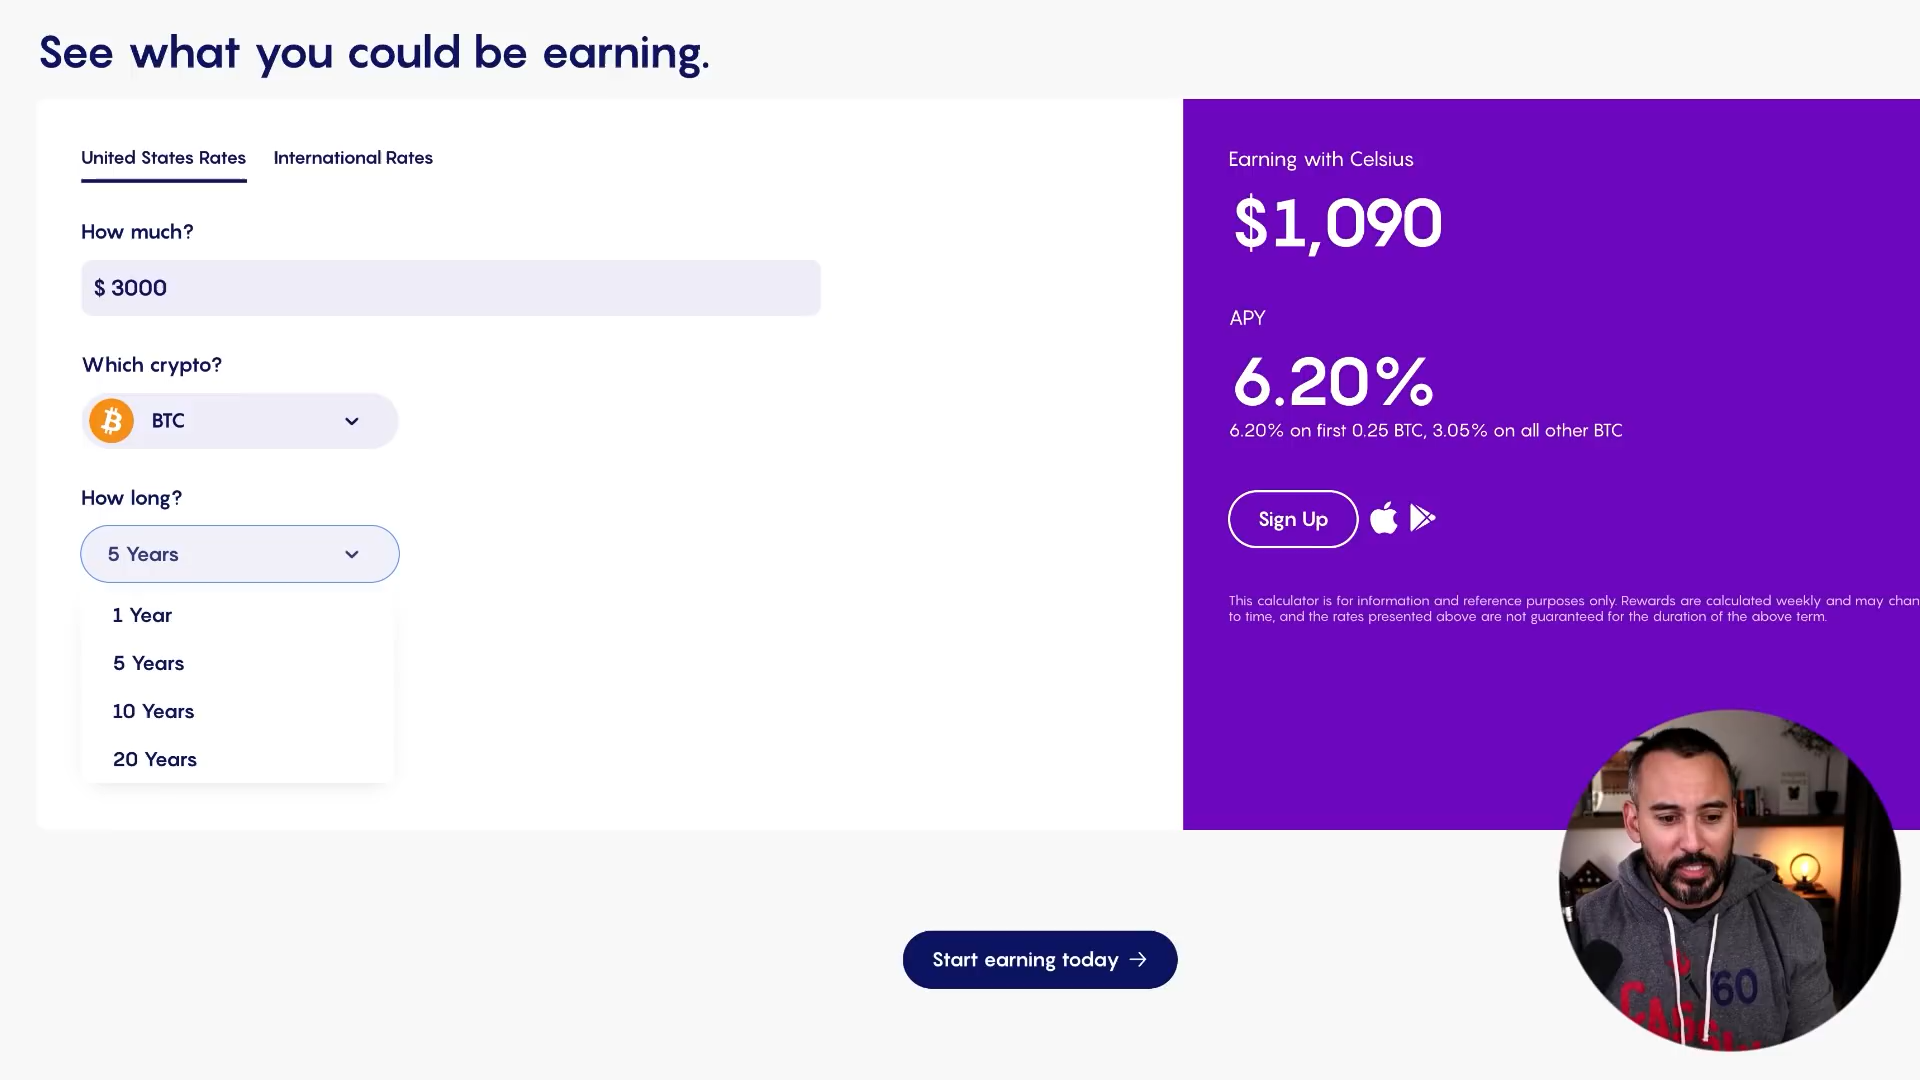 See what you could be earning.
United States Rates
International Rates
How much?
$ 3000
Which crypto?
BTC
How long?
5 Years
1 Year
5 Years
10 Years
20 Years
Earning with Celsius
$1,090
APY
6.20%
6.20% on first 0.25 BTC, 3.05% on all other BTC
Sign Up
This calculator is for information and reference purposes only. Rewards are calculated weekly and may chan
to time, and the rates presented above are not guaranteed for the duration of the above term.
Start earning today →
60